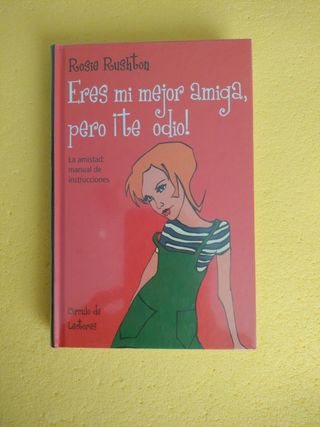 Rosie Rushton
Eres mi mejor amiga,
pero ¡te odio!
La amistad:
manual de
instrucciones
Círculo de
Lectores